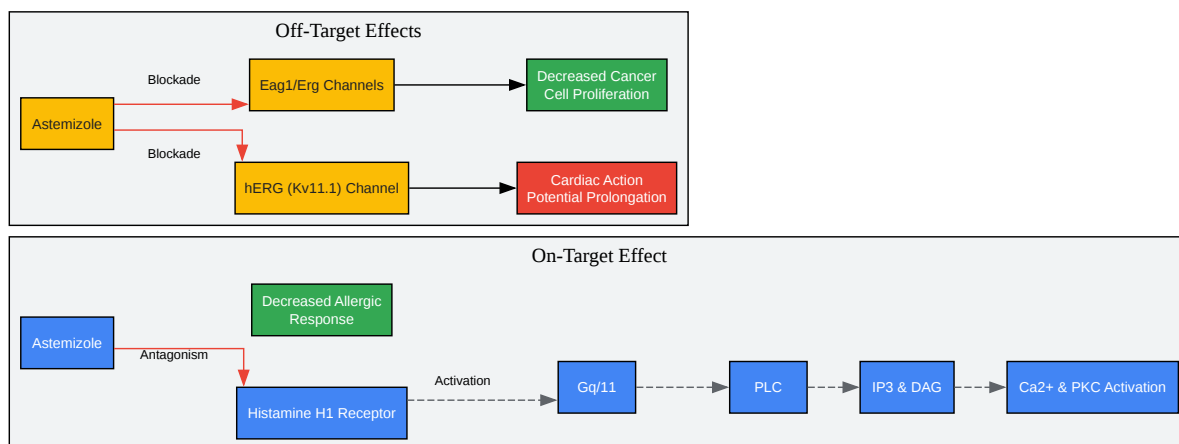 Off-Target Effects
Blockade
Eag1/Erg Channels
Decreased Cancer
Cell Proliferation
Astemizole
Blockade
hERG (Kv11.1) Channel
Cardiac Action
Potential Prolongation
On-Target Effect
Decreased Allergic
Response
Astemizole
Antagonism
Histamine H1 Receptor
Activation
Gq/11
PLC
IP3 & DAG
Ca2+ & PKC Activation